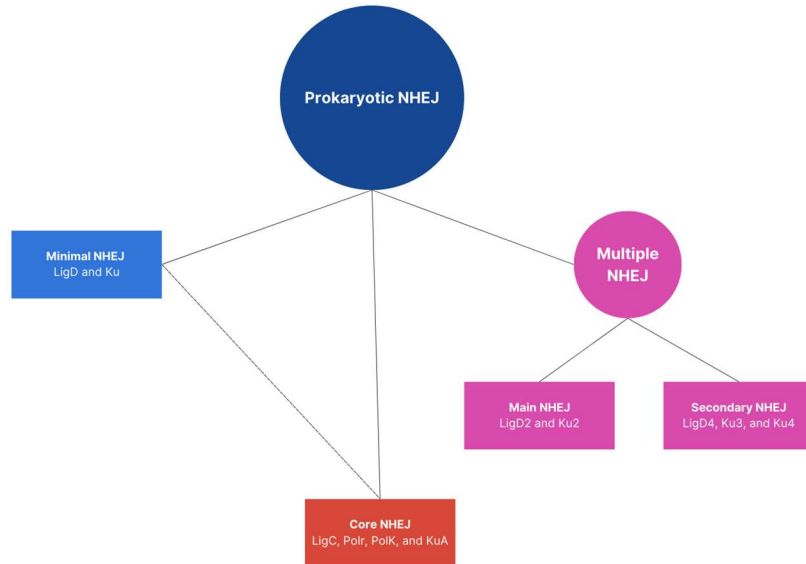 Prokaryotic NHEJ
Minimal NHEJ
LigD and Ku
Multiple
NHEJ
Main NHEJ
LigD2 and Ku2
Secondary NHEJ
LigD4, Ku3, and Ku4
Core NHEJ
LigC, Polr, PolK, and KuA